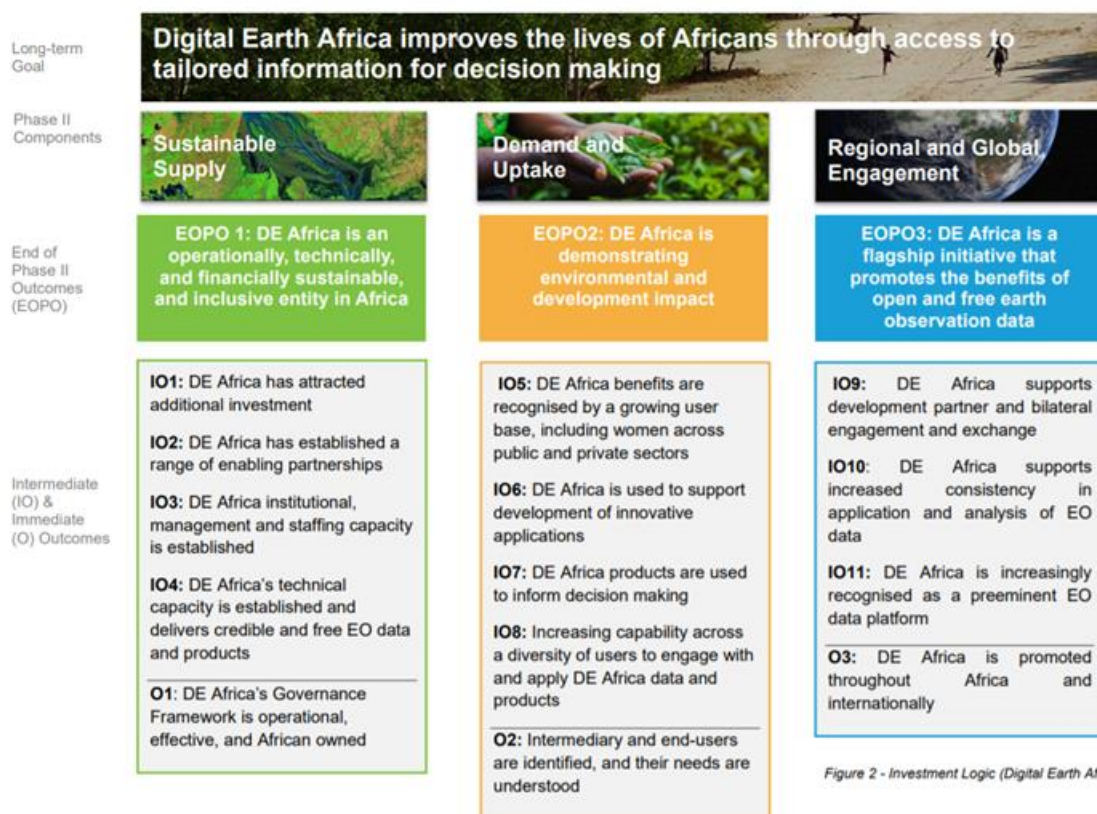 Long-term
Goal
Digital Earth Africa improves the lives of Africans through access to
tailored information for decision making
Phase II
Components
Sustainable
Supply
Demand and
Uptake
Regional and Global
Engagement
End of
Phase II
Outcomes
(EOPO)
EOPO 1: DE Africa is an
operationally, technically,
and financially sustainable,
and inclusive entity in Africa
EOPO2: DE Africa is
demonstrating
environmental and
development impact
EOPO3: DE Africa is a
flagship initiative that
promotes the benefits of
open and free earth
observation data
Intermediate
(IO) &
Immediate
(O) Outcomes
IO1: DE Africa has attracted
additional investment
IO2: DE Africa has established a
range of enabling partnerships
IO3: DE Africa institutional,
management and staffing capacity
is established
IO4: DE Africa's technical
capacity is established and
delivers credible and free EO data
and products
O1: DE Africa's Governance
Framework is operational,
effective, and African owned
IO5: DE Africa benefits are
recognised by a growing user
base, including women across
public and private sectors
IO6: DE Africa is used to support
development of innovative
applications
IO7: DE Africa products are used
to inform decision making
IO8: Increasing capability across
a diversity of users to engage with
and apply DE Africa data and
products
O2: Intermediary and end-users
are identified, and their needs are
understood
IO9: DE Africa supports
development partner and bilateral
engagement and exchange
IO10: DE Africa supports
increased consistency in
application and analysis of EO
data
IO11: DE Africa is increasingly
recognised as a preeminent EO
data platform
O3: DE Africa is promoted
throughout Africa and
internationally
Figure 2 - Investment Logic (Digital Earth Af